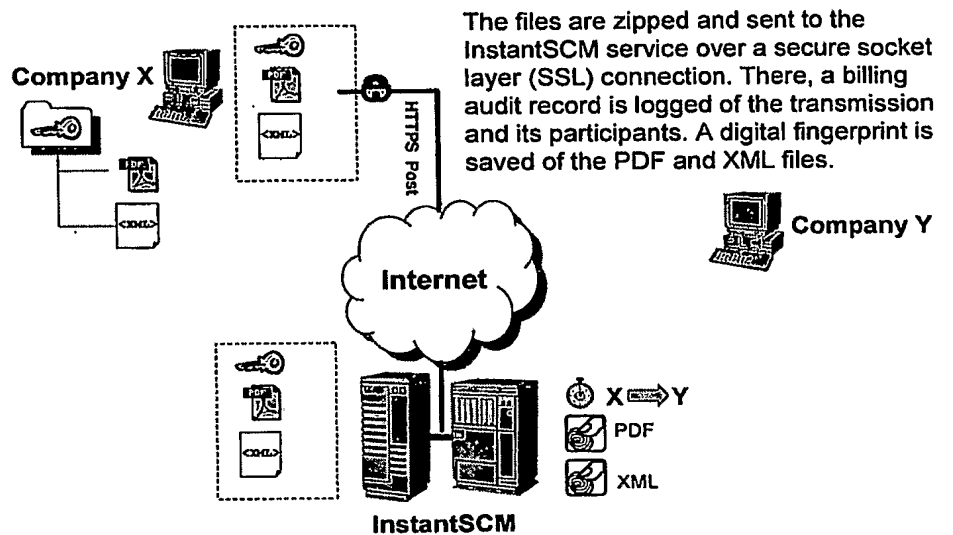 The files are zipped and sent to the
InstantSCM service over a secure socket
layer (SSL) connection. There, a billing
audit record is logged of the transmission
and its participants. A digital fingerprint is
saved of the PDF and XML files.
Company X
PDF
<XML>
PDF
<XML>
HTTPS Post
Company Y
Internet
PDF
<XML>
X Y
PDF
XML
InstantSCM